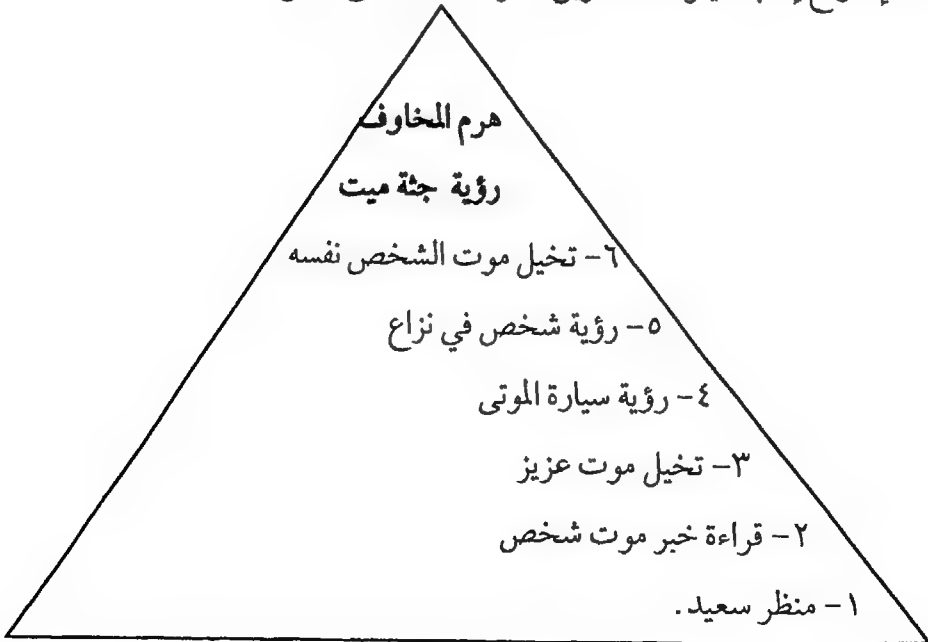 هرم المخاوف
رؤية جثة ميت
٦- تخيل موت الشخص نفسه
٥- رؤية شخص في نزاع
٤- رؤية سيارة الموتى
٣- تخيل موت عزيز
٢- قراءة خبر موت شخص
١- منظر سعيد.